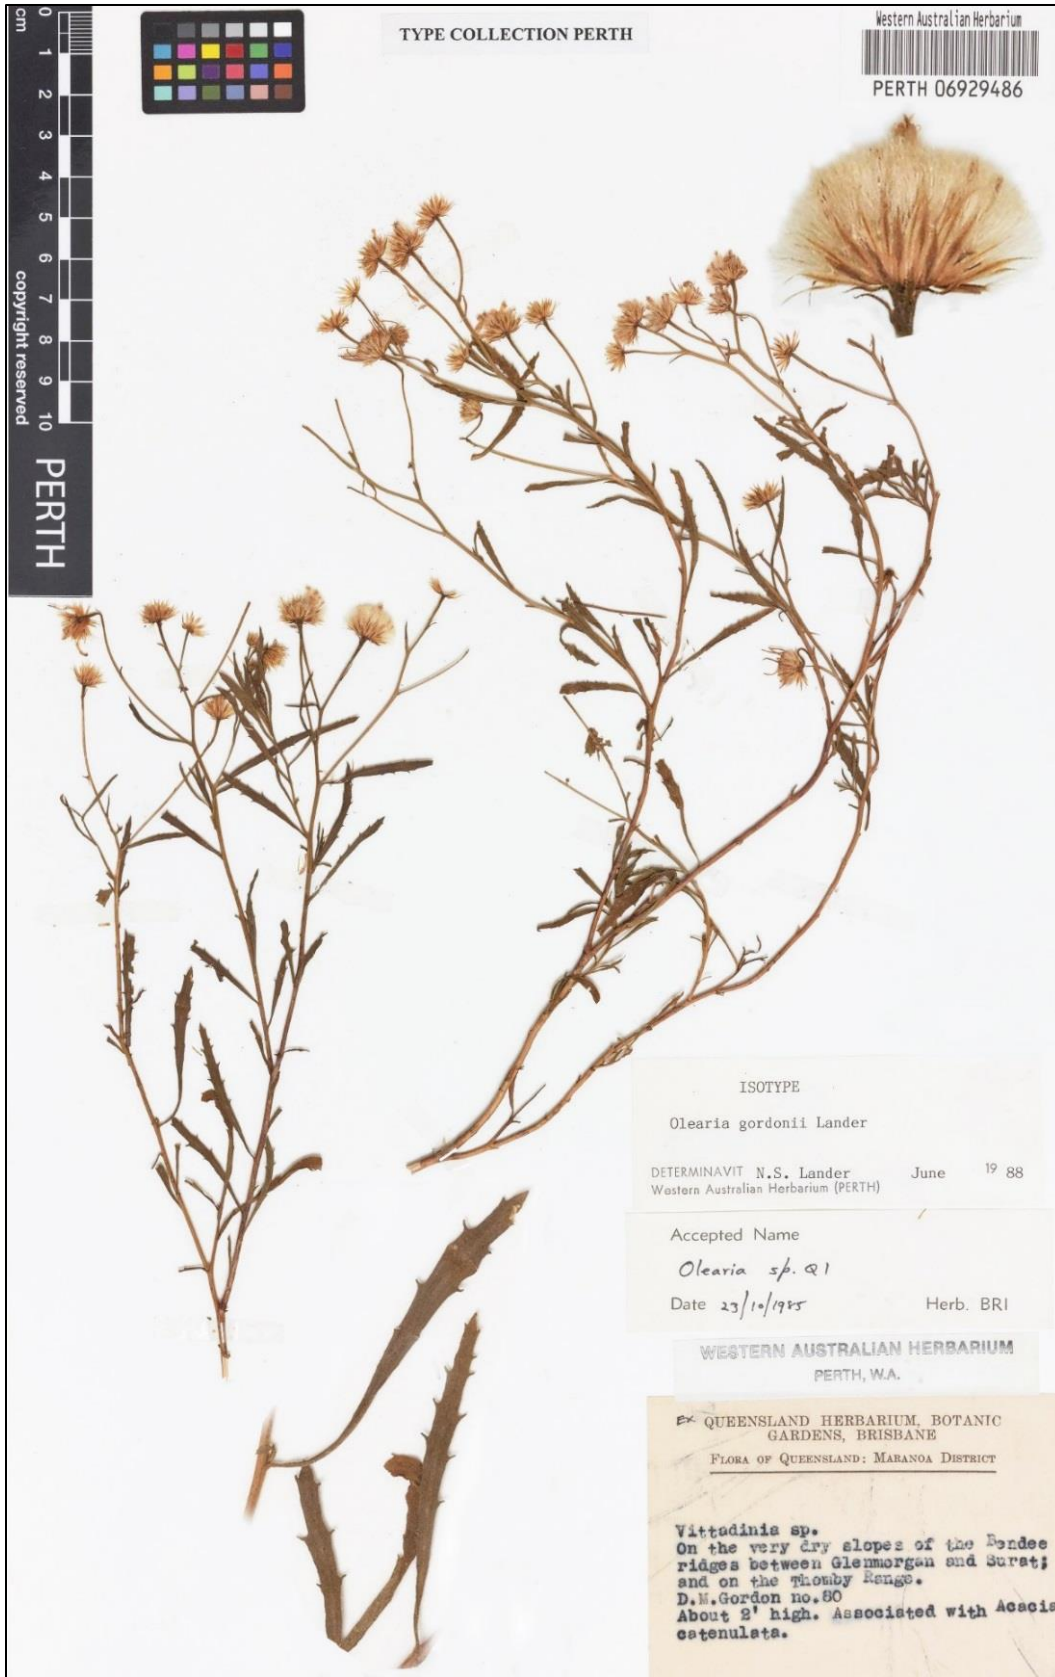 cm
0
1
2
3
4
5
6
7
8
9
10
copyright reserved
PERTH
TYPE COLLECTION PERTH
Western Australian Herbarium
PERTH 06929486
ISOTYPE
Olearia gordonii Lander
DETERMINAVIT N.S. Lander June 19 88
Western Australian Herbarium (PERTH)
Accepted Name
Olearia sp. Q1
Date 23/10/1985 Herb. BRI
WESTERN AUSTRALIAN HERBARIUM
PERTH, W.A.
Ex QUEENSLAND HERBARIUM, BOTANIC
GARDENS, BRISBANE
FLORA OF QUEENSLAND: MARANOA DISTRICT
Vittadinia sp.
On the very dry slopes of the Bendee
ridges between Glenmorgan and Surat;
and on the Thomby Range.
D.M.Gordon no.80
About 2' high. Associated with Acacia
catenulata.